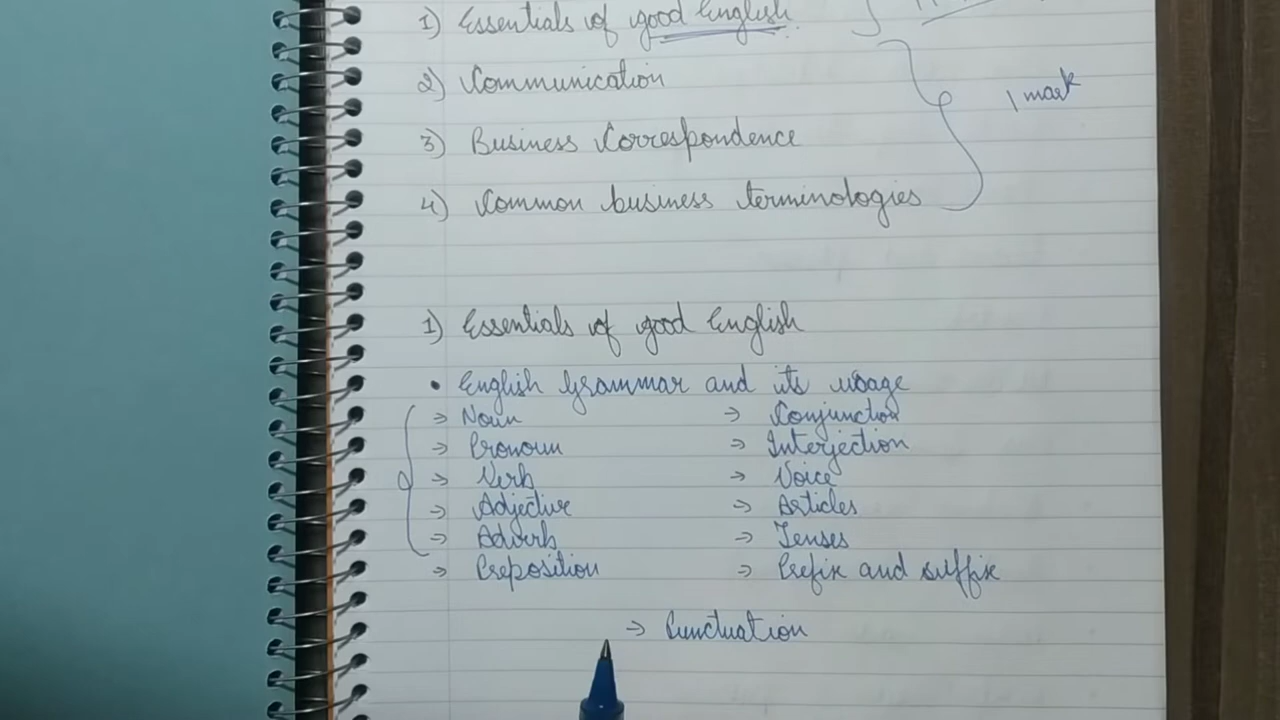 1) Essentials of good English
2) Communication
1 mark
3) Business Correspondence
4) Common business terminologies
1) Essentials of good English
• English Grammar and its usage
→ Noun → Conjunction
→ Pronoun → Interjection
→ Verb → Voice
→ Adjective → Articles
→ Adverb → Tenses
→ Preposition → Prefix and suffix
→ Punctuation